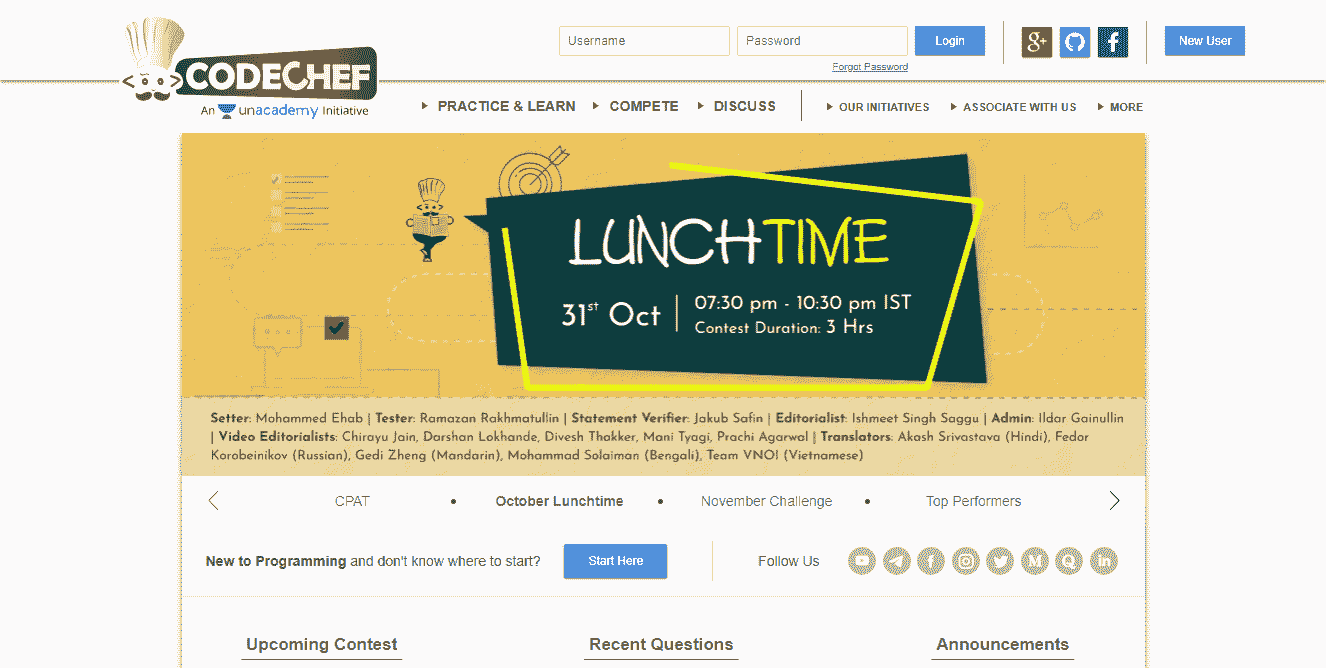 Username
Password
Login
New User
Forgot Password
CODECHEF
An unacademy Initiative
PRACTICE & LEARN
COMPETE
DISCUSS
OUR INITIATIVES
ASSOCIATE WITH US
MORE
LUNCHTIME
31st Oct
07:30 pm - 10:30 pm IST
Contest Duration: 3 Hrs
Setter: Mohammed Ehab | Tester: Ramazan Rakhmatullin | Statement Verifier: Jakub Safin | Editorialist: Ishmeet Singh Saggu | Admin: Ildar Gainullin
| Video Editorialists: Chirayu Jain, Darshan Lokhande, Divesh Thakker, Mani Tyagi, Prachi Agarwal | Translators: Akash Srivastava (Hindi), Fedor
Korobeinikov (Russian), Gedi Zheng (Mandarin), Mohammad Solaiman (Bengali), Team VNOI (Vietnamese)
CPAT
October Lunchtime
November Challenge
Top Performers
New to Programming and don't know where to start?
Start Here
Follow Us
Upcoming Contest
Recent Questions
Announcements